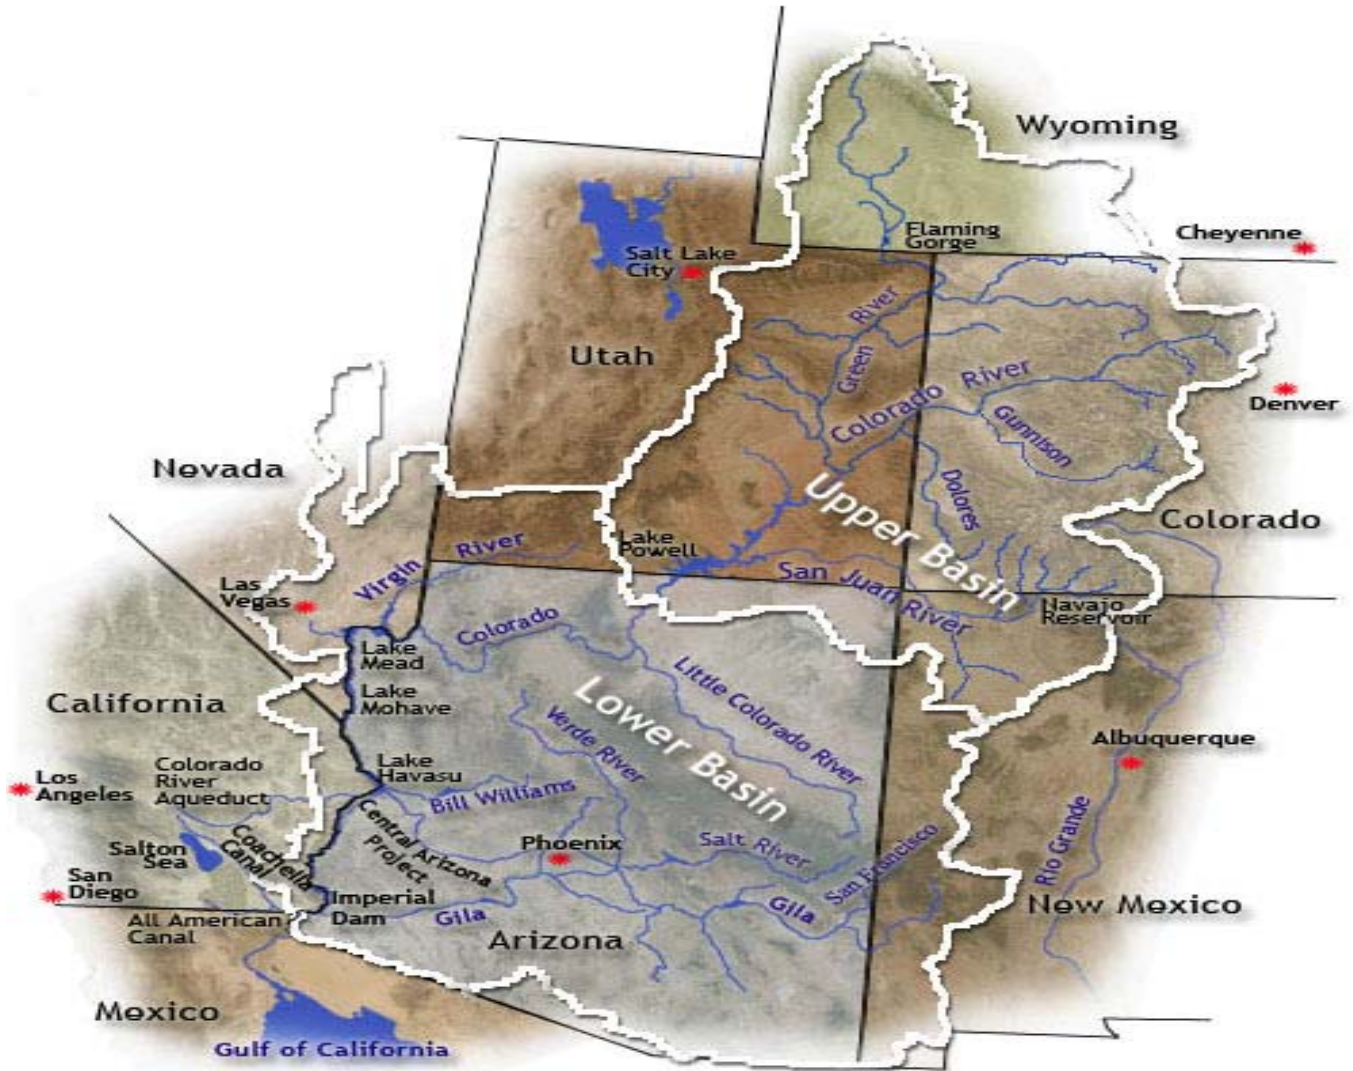 Wyoming
Flaming
Gorge
Cheyenne
Salt Lake
City
River
Green
Utah
Colorado River
Denver
Gunnison
Nevada
Upper Basin
Dolores
Colorado
Lake
Powell
Virgin River
San Juan River
Las
Vegas
Navajo
Reservoir
Colorado
Lake
Mead
Little Colorado River
Lake
Mohave
California
Lower Basin
Verde River
Albuquerque
Lake
Havasu
Colorado
River
Aqueduct
Los
Angeles
Bill Williams
Central Arizona
Project
Phoenix
Salt River
San Francisco
Rio Grande
Salton
Sea
Coachella
Canal
San
Diego
Imperial
Dam
Gila
Gila
New Mexico
All American
Canal
Arizona
Mexico
Gulf of California